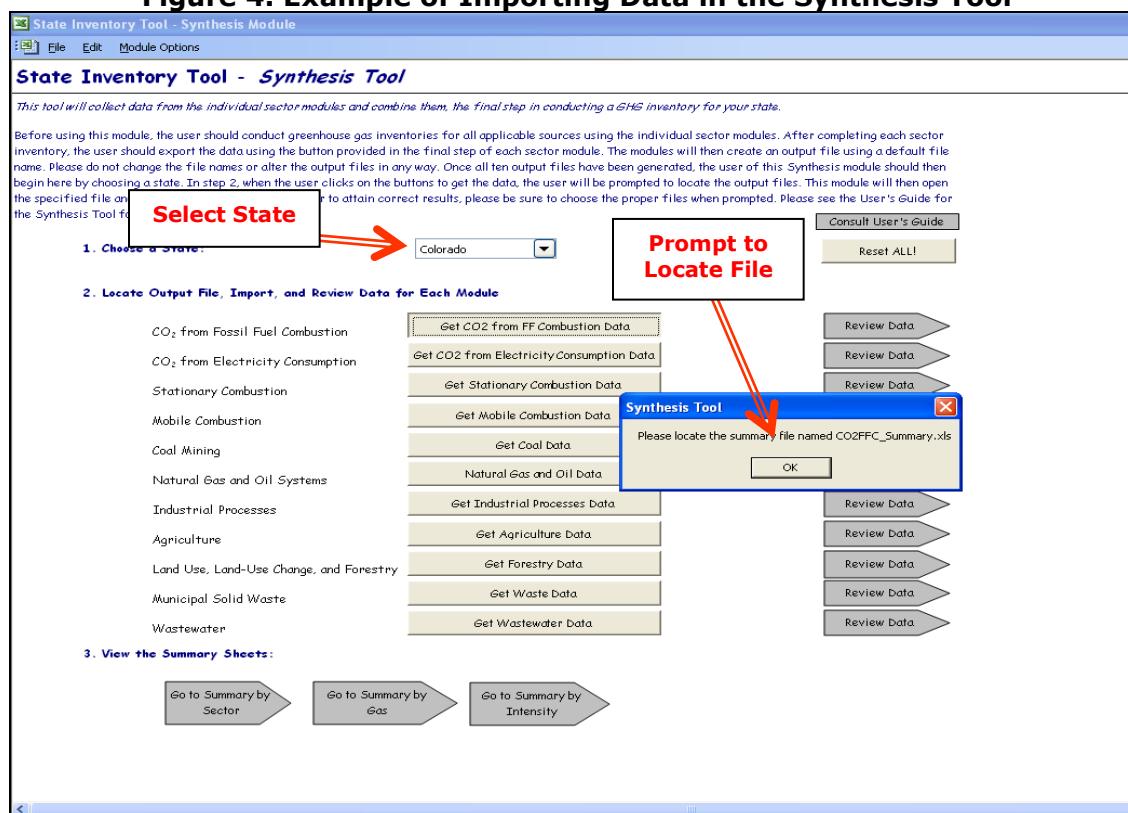 Figure 4. Example of Importing Data in the Synthesis Tool
State Inventory Tool - Synthesis Module
File Edit Module Options
State Inventory Tool - Synthesis Tool
This tool will collect data from the individual sector modules and combine them, the final step in conducting a GHG inventory for your state.
Before using this module, the user should conduct greenhouse gas inventories for all applicable sources using the individual sector modules. After completing each sector
inventory, the user should export the data using the button provided in the final step of each sector module. The modules will then create an output file using a default file
name. Please do not change the file names or alter the output files in any way. Once all ten output files have been generated, the user of this Synthesis module should then
begin here by choosing a state. In step 2, when the user clicks on the buttons to get the data, the user will be prompted to locate the output files. This module will then open
the specified file an r to attain correct results, please be sure to choose the proper files when prompted. Please see the User's Guide for
the Synthesis Tool fo
Select State
Consult User's Guide
1. Choose a State:
Colorado
Prompt to
Locate File
Reset ALL!
2. Locate Output File, Import, and Review Data for Each Module
CO₂ from Fossil Fuel Combustion Get CO2 from FF Combustion Data Review Data
CO₂ from Electricity Consumption Get CO2 from Electricity Consumption Data Review Data
Stationary Combustion Get Stationary Combustion Data Review Data
Mobile Combustion Get Mobile Combustion Data
Synthesis Tool
Please locate the summary file named CO2FFC_Summary.xls
OK
Coal Mining Get Coal Data
Natural Gas and Oil Systems Natural Gas and Oil Data
Industrial Processes Get Industrial Processes Data Review Data
Agriculture Get Agriculture Data Review Data
Land Use, Land-Use Change, and Forestry Get Forestry Data Review Data
Municipal Solid Waste Get Waste Data Review Data
Wastewater Get Wastewater Data Review Data
3. View the Summary Sheets:
Go to Summary by
Sector
Go to Summary by
Gas
Go to Summary by
Intensity